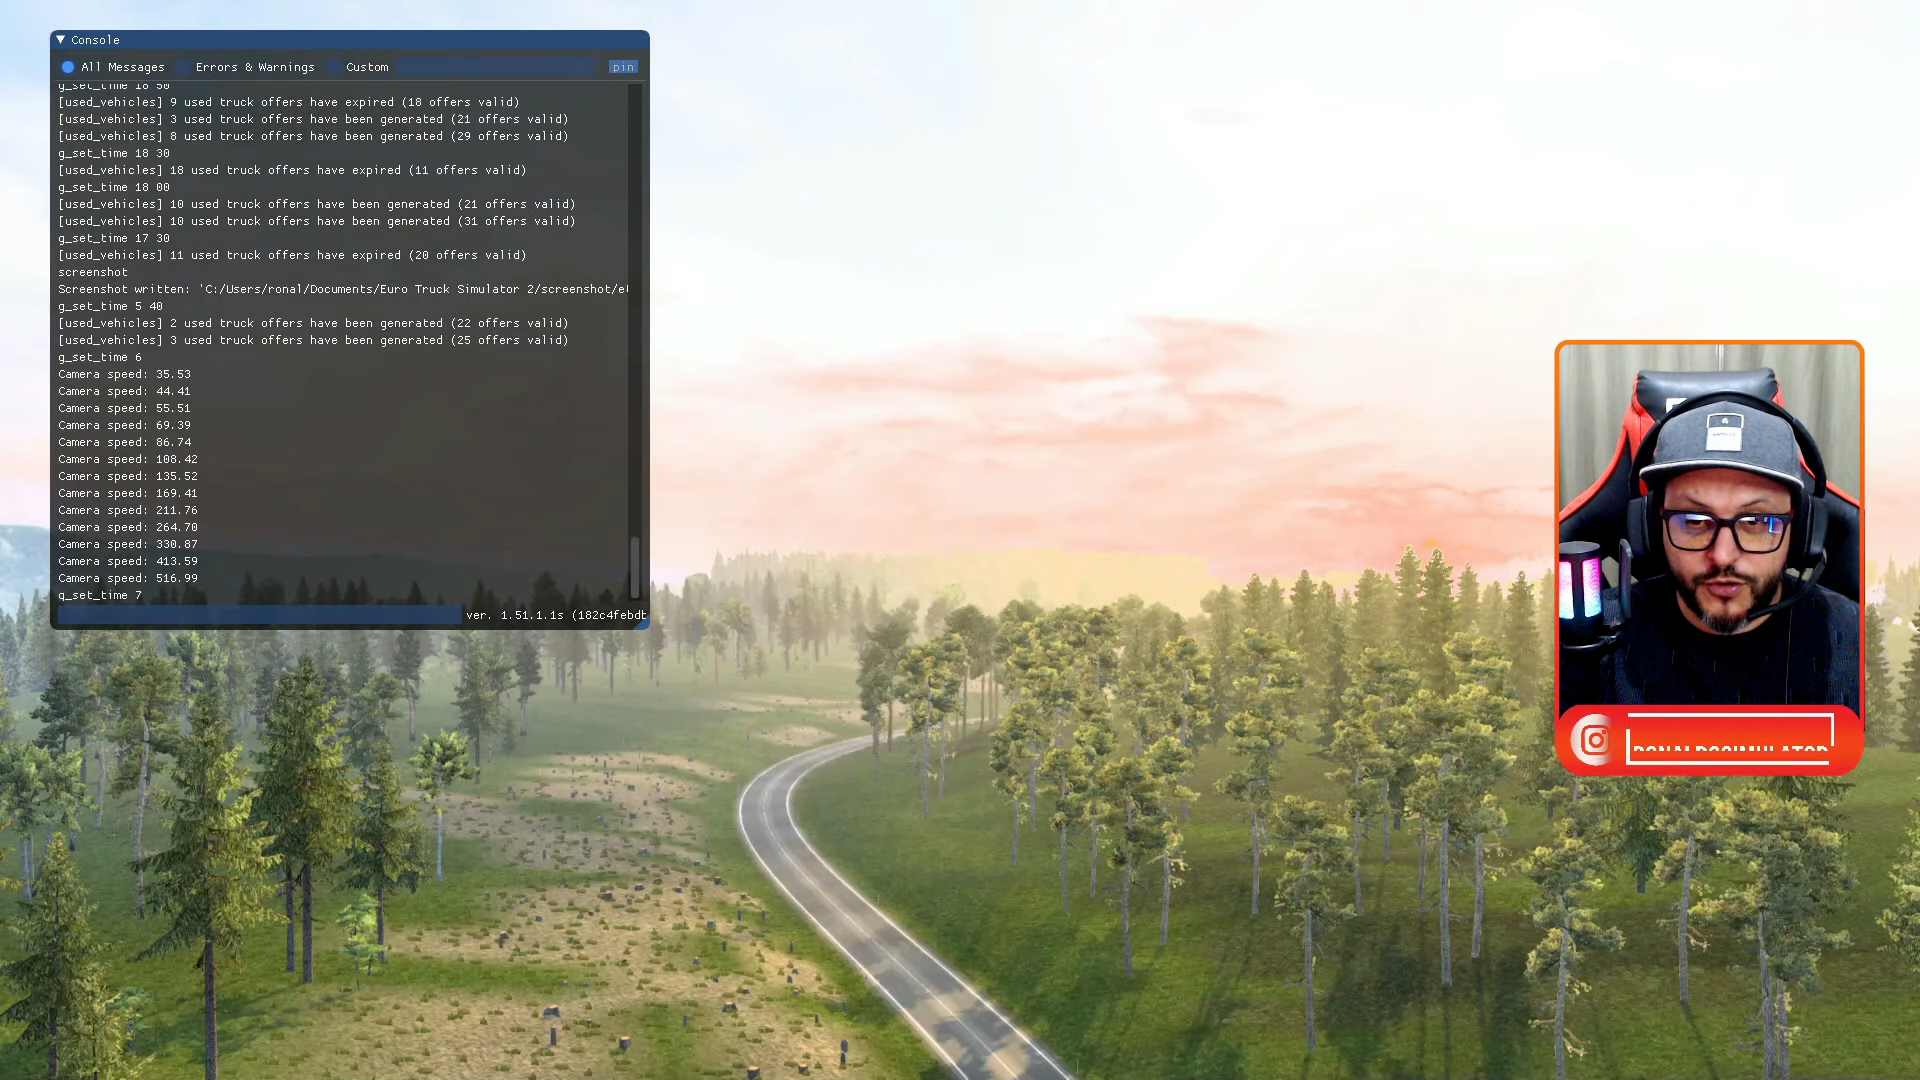 Console
All Messages Errors & Warnings Custom pin
g_set_time 18 50
[used_vehicles] 9 used truck offers have expired (18 offers valid)
[used_vehicles] 3 used truck offers have been generated (21 offers valid)
[used_vehicles] 8 used truck offers have been generated (29 offers valid)
g_set_time 18 30
[used_vehicles] 18 used truck offers have expired (11 offers valid)
g_set_time 18 00
[used_vehicles] 10 used truck offers have been generated (21 offers valid)
[used_vehicles] 10 used truck offers have been generated (31 offers valid)
g_set_time 17 30
[used_vehicles] 11 used truck offers have expired (20 offers valid)
screenshot
Screenshot written: 'C:/Users/ronal/Documents/Euro Truck Simulator 2/screenshot/e
g_set_time 5 40
[used_vehicles] 2 used truck offers have been generated (22 offers valid)
[used_vehicles] 3 used truck offers have been generated (25 offers valid)
g_set_time 6
Camera speed: 35.53
Camera speed: 44.41
Camera speed: 55.51
Camera speed: 69.39
Camera speed: 86.74
Camera speed: 108.42
Camera speed: 135.52
Camera speed: 169.41
Camera speed: 211.76
Camera speed: 264.70
Camera speed: 330.87
Camera speed: 413.59
Camera speed: 516.99
g_set_time 7
ver. 1.51.1.1s (182c4febdt